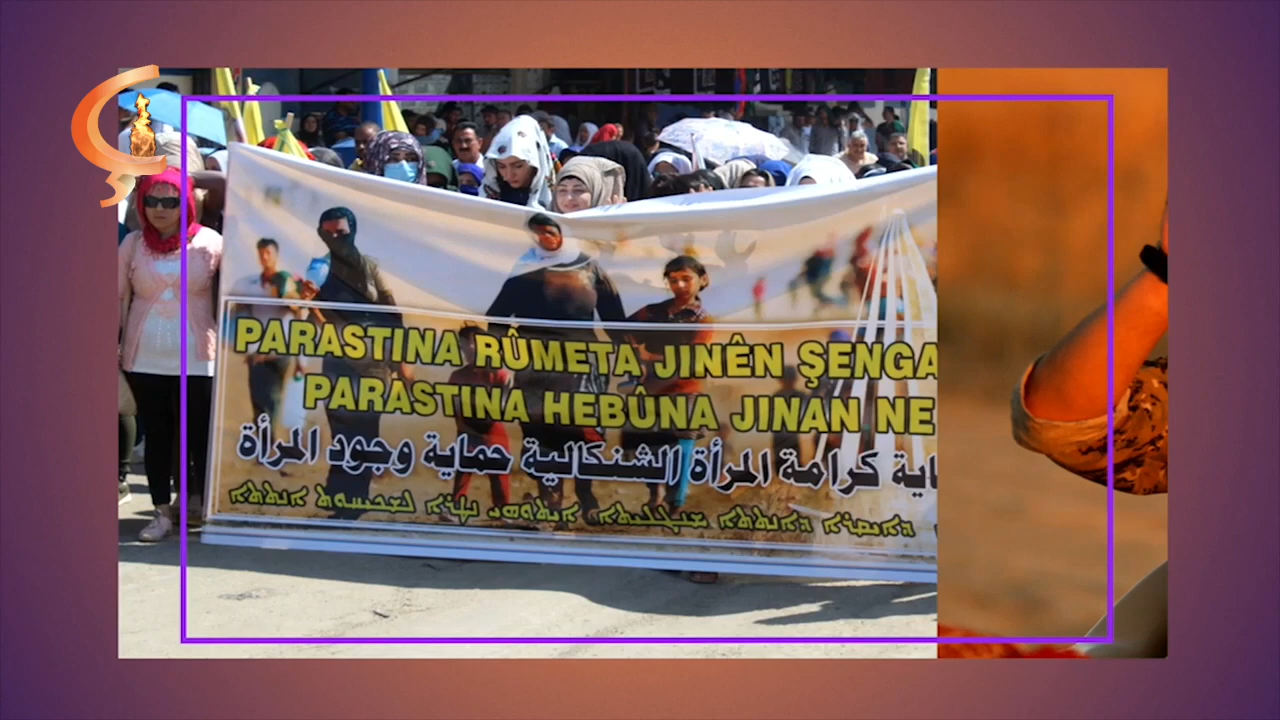 PARASTINA RÛMETA JINÊN ŞENGA
PARASTINA HEBÛNA JINAN NE
اية كرامة المرأة الشنكالية حماية وجود المرأة